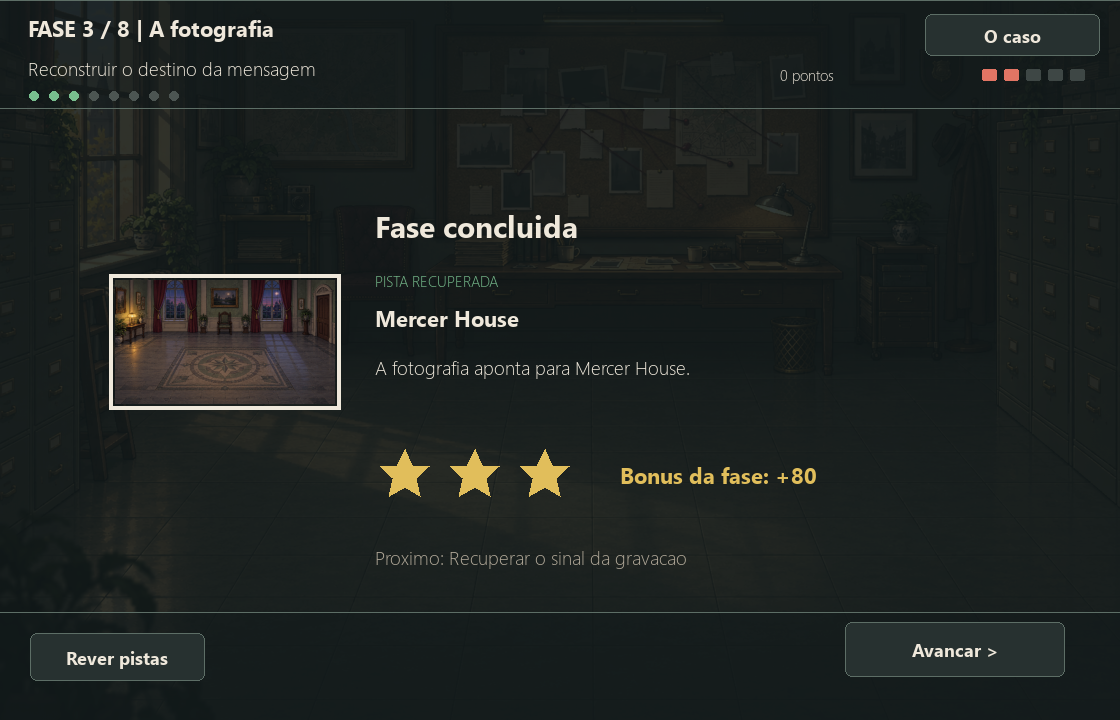 FASE 3 / 8 | A fotografia
O caso
Reconstruir o destino da mensagem
0 pontos
Fase concluida
PISTA RECUPERADA
Mercer House
A fotografia aponta para Mercer House.
Bonus da fase: +80
Proximo: Recuperar o sinal da gravacao
Rever pistas
Avancar >